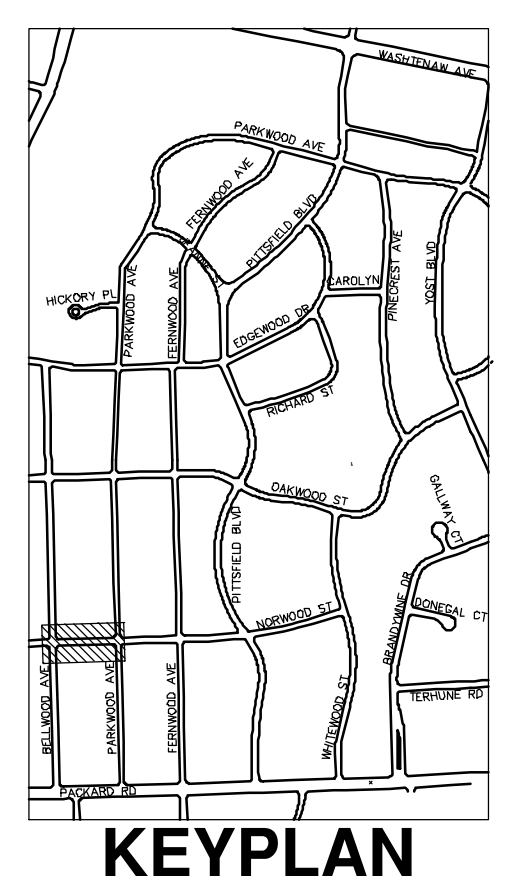 WASHTENAW AVE
PARKWOOD AVE
FERNWOOD AVE
PITTSFIELD BLVD
PINECREST AVE
YOST BLVD
CAROLYN
HICKORY PL
PARKWOOD AVE
FERNWOOD AVE
EDGEWOOD DR
RICHARD ST
OAKWOOD ST
GALLWAY CT
PITTSFIELD BLVD
BRANDYWINE DR
DONEGAL CT
NORWOOD ST
BELLWOOD AVE
PARKWOOD AVE
FERNWOOD AVE
WHITEWOOD ST
TERHUNE RD
PACKARD RD
KEYPLAN